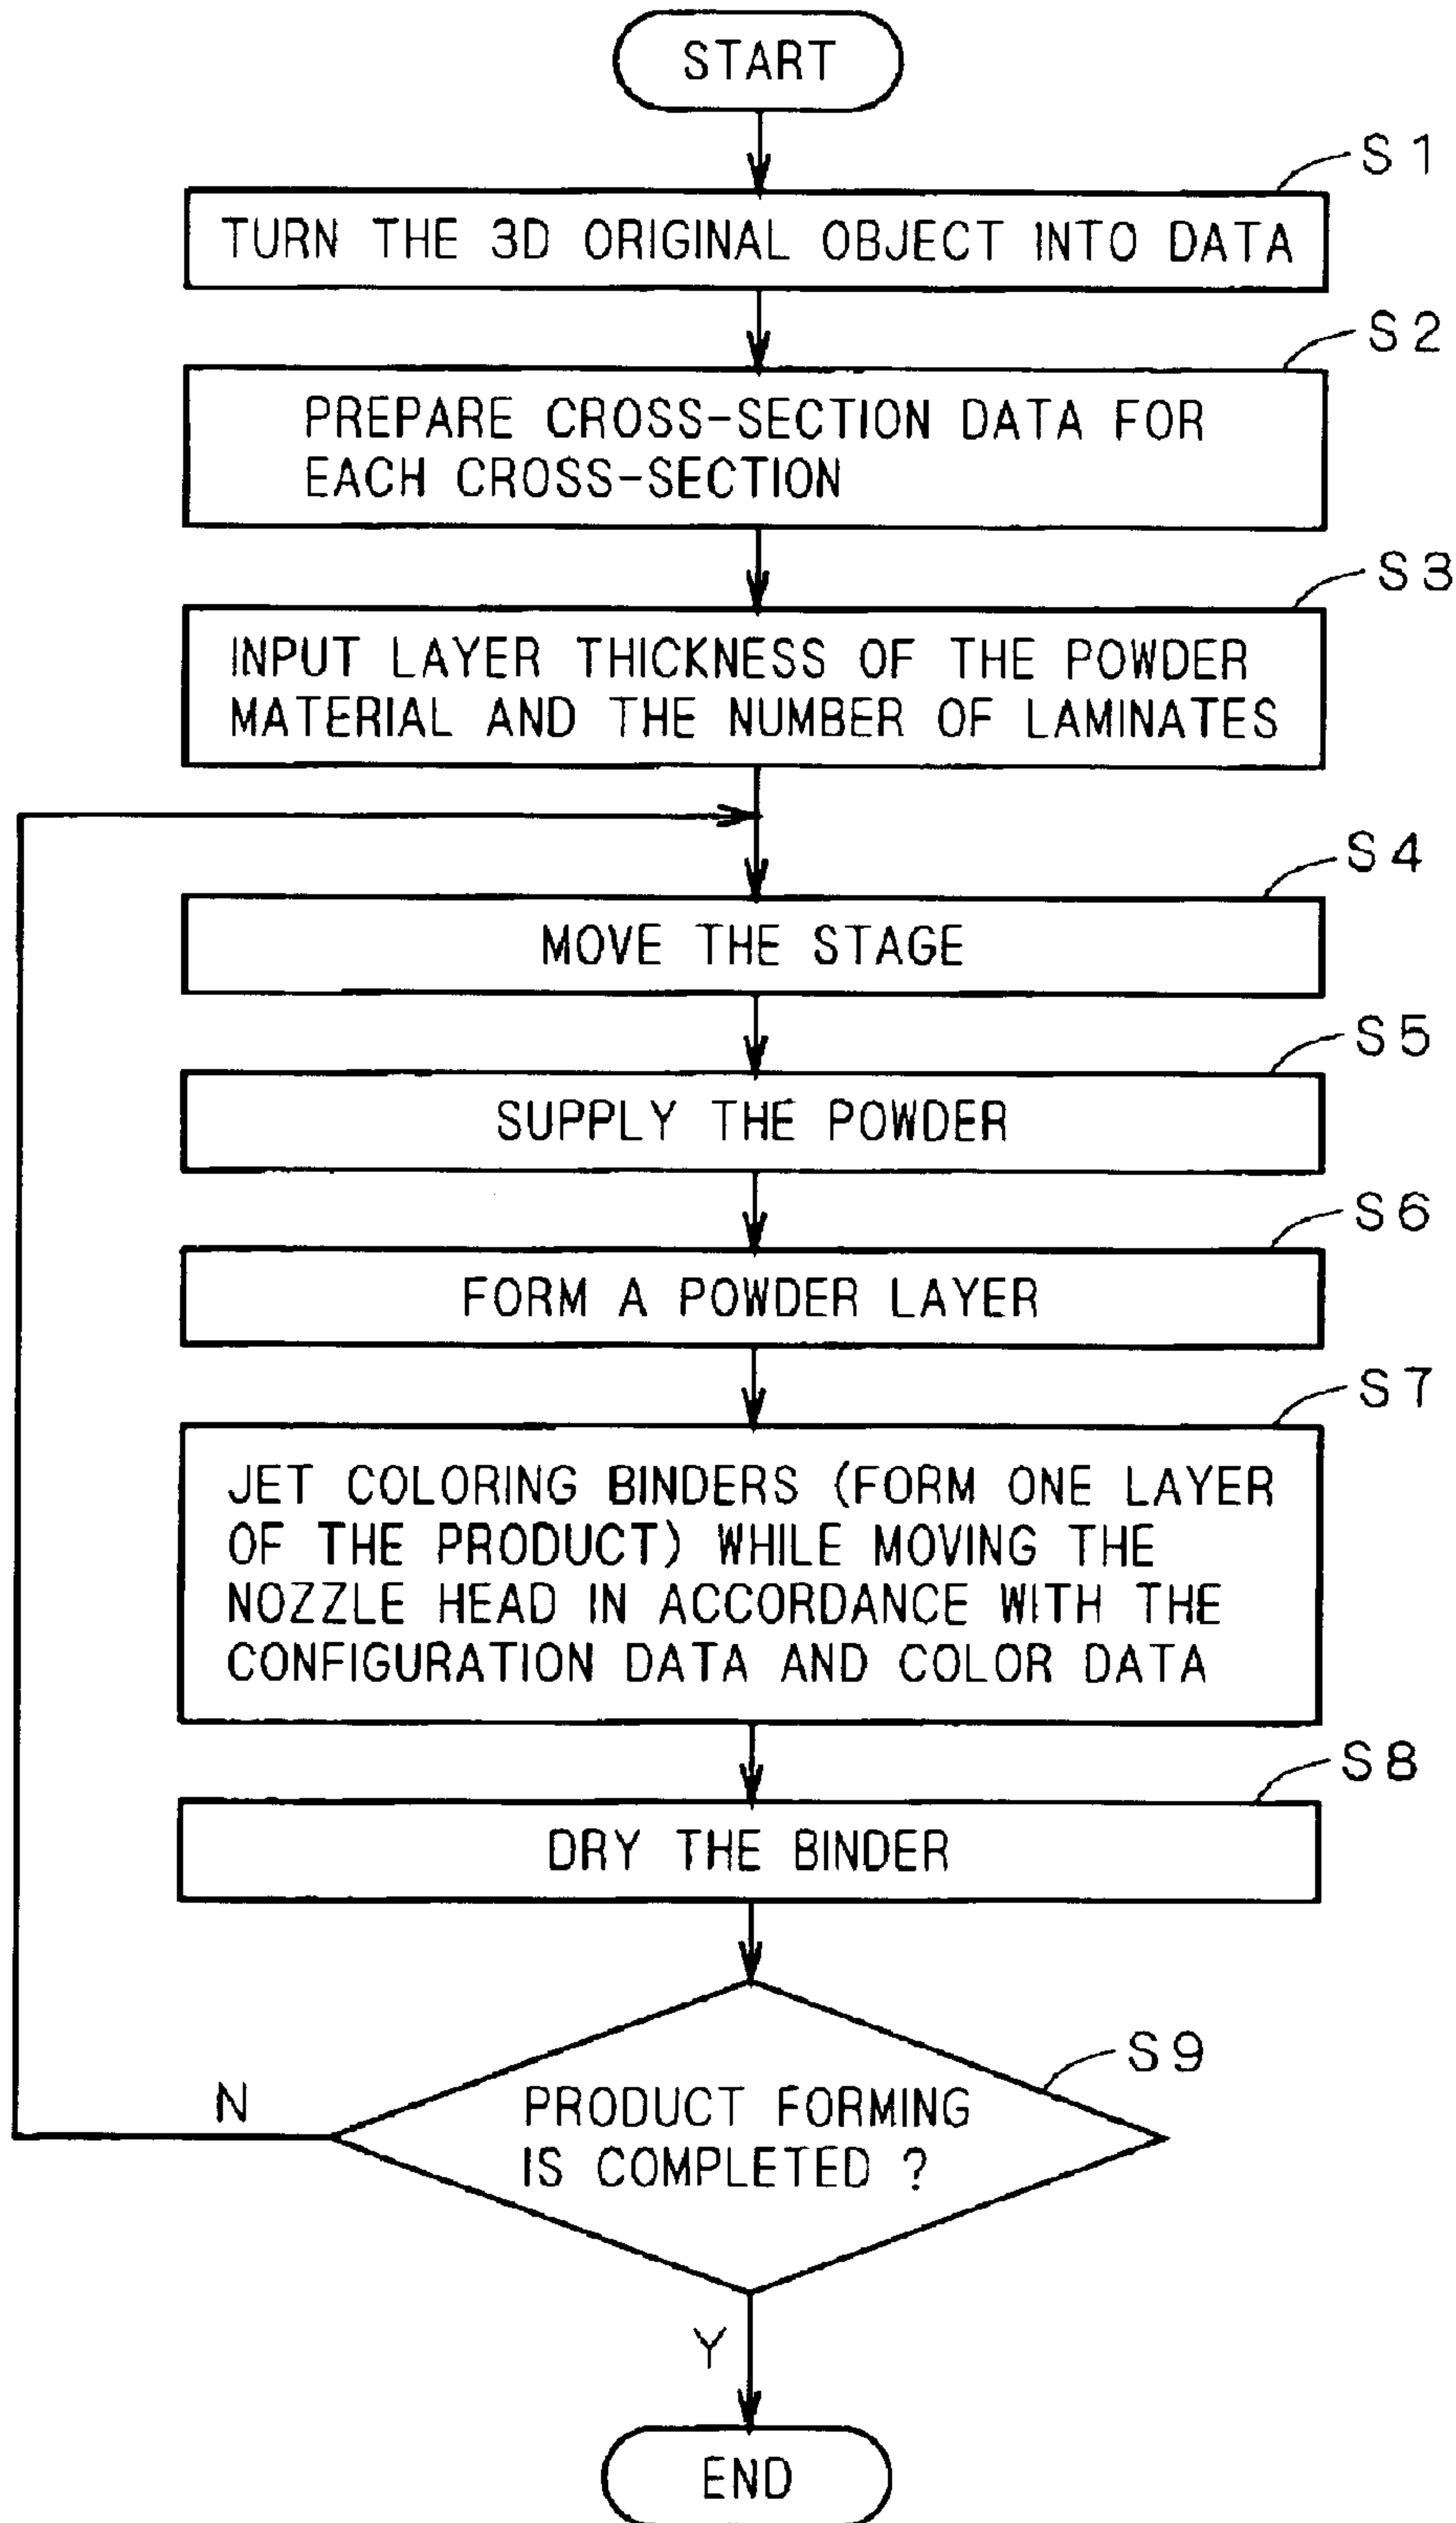 START
S1
TURN THE 3D ORIGINAL OBJECT INTO DATA
S2
PREPARE CROSS-SECTION DATA FOR
EACH CROSS-SECTION
S3
INPUT LAYER THICKNESS OF THE POWDER
MATERIAL AND THE NUMBER OF LAMINATES
S4
MOVE THE STAGE
S5
SUPPLY THE POWDER
S6
FORM A POWDER LAYER
S7
JET COLORING BINDERS (FORM ONE LAYER
OF THE PRODUCT) WHILE MOVING THE
NOZZLE HEAD IN ACCORDANCE WITH THE
CONFIGURATION DATA AND COLOR DATA
S8
DRY THE BINDER
S9
N
PRODUCT FORMING
IS COMPLETED ?
Y
END